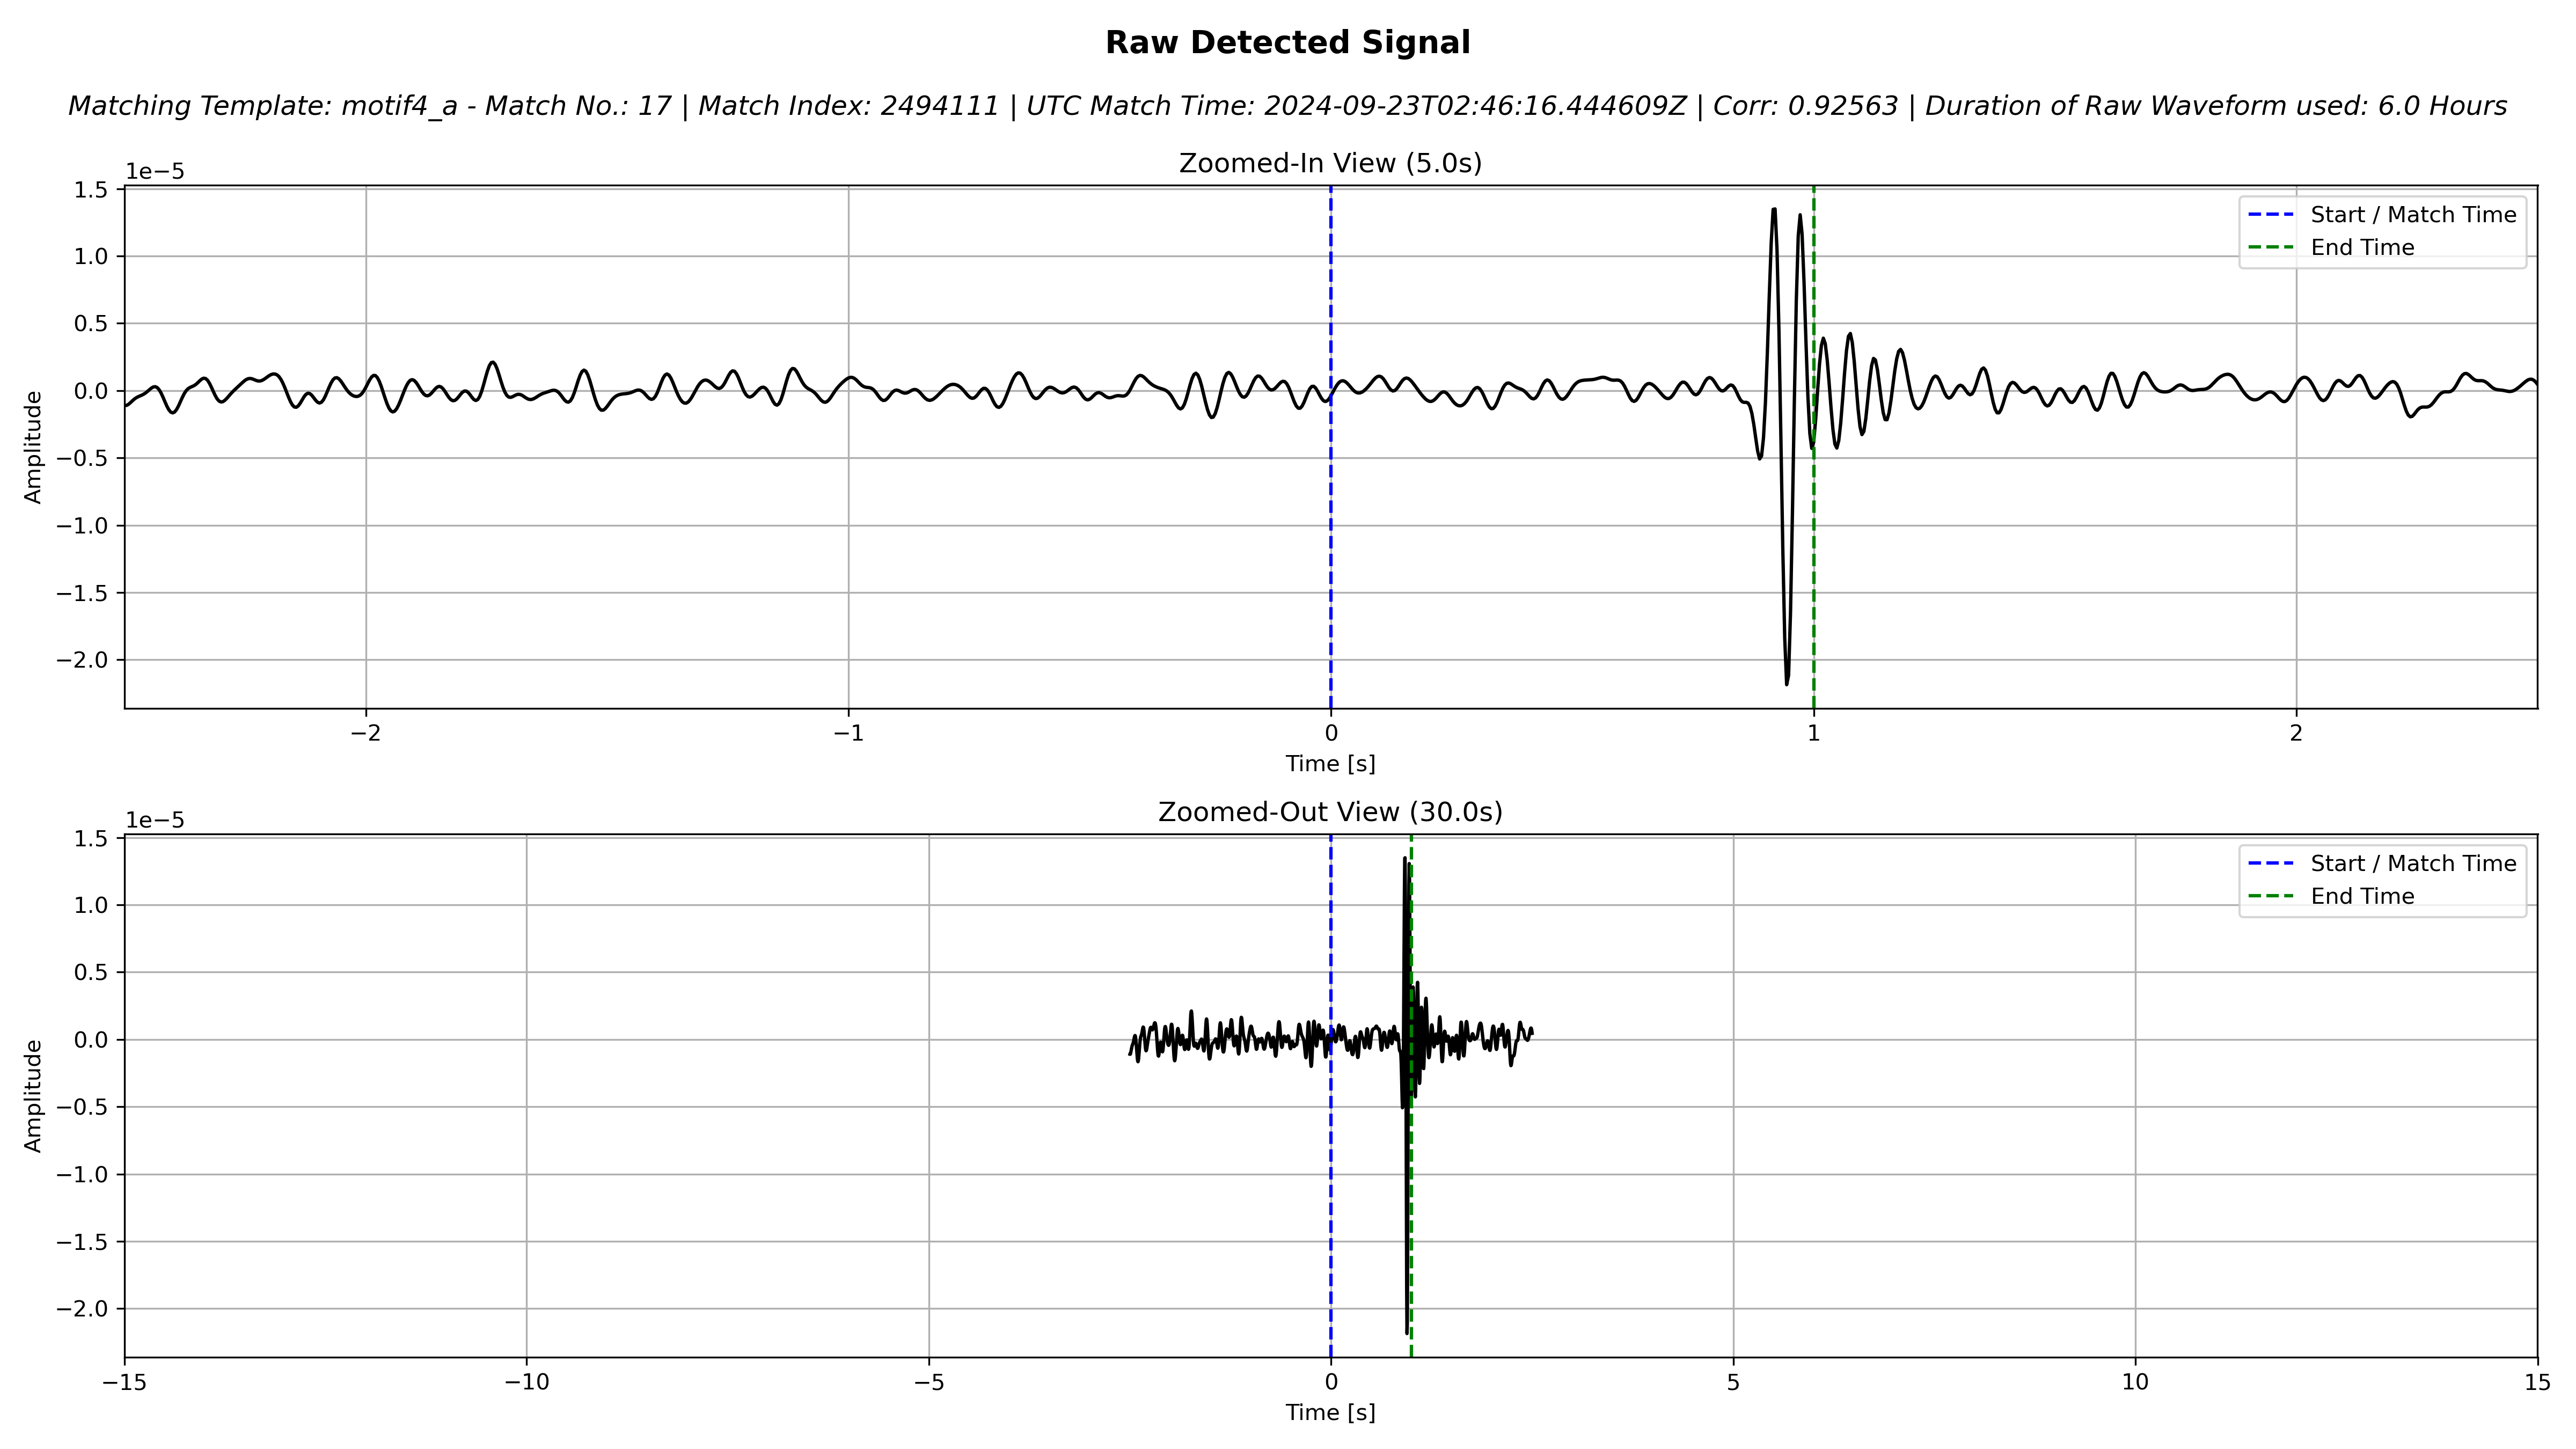 Raw Detected Signal
Matching Template: motif4_a - Match No.: 17 | Match Index: 2494111 | UTC Match Time: 2024-09-23T02:46:16.444609Z | Corr: 0.92563 | Duration of Raw Waveform used: 6.0 Hours
Zoomed-In View (5.0s)
1e−5
1.5
1.0
0.5
0.0
−0.5
−1.0
−1.5
−2.0
Amplitude
Start / Match Time
End Time
−2 −1 0 1 2
Time [s]
Zoomed-Out View (30.0s)
1e−5
1.5
1.0
0.5
0.0
−0.5
−1.0
−1.5
−2.0
Amplitude
Start / Match Time
End Time
−15 −10 −5 0 5 10 15
Time [s]